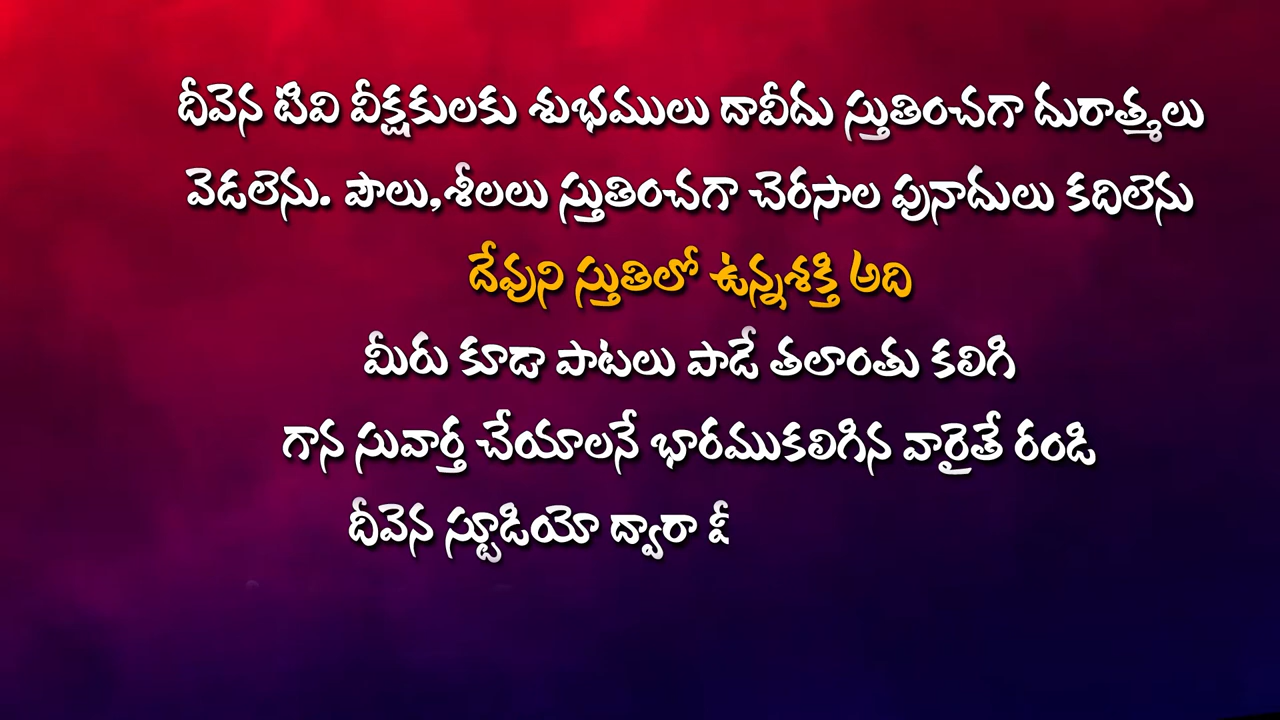 దీవెన టివి వీక్షకులకు శుభములు దావీదు స్తుతించగా దురాత్మలు
వెడలెను. పౌలు,శీలలు స్తుతించగా చెరసాల పునాదులు కదిలెను
దేవుని స్తుతిలో ఉన్నశక్తి అది
మీరు కూడా పాటలు పాడే తలాంతు కలిగి
గాన సువార్త చేయాలనే భారముకలిగిన వారైతే రండి
దీవెన స్టూడియో ద్వారా